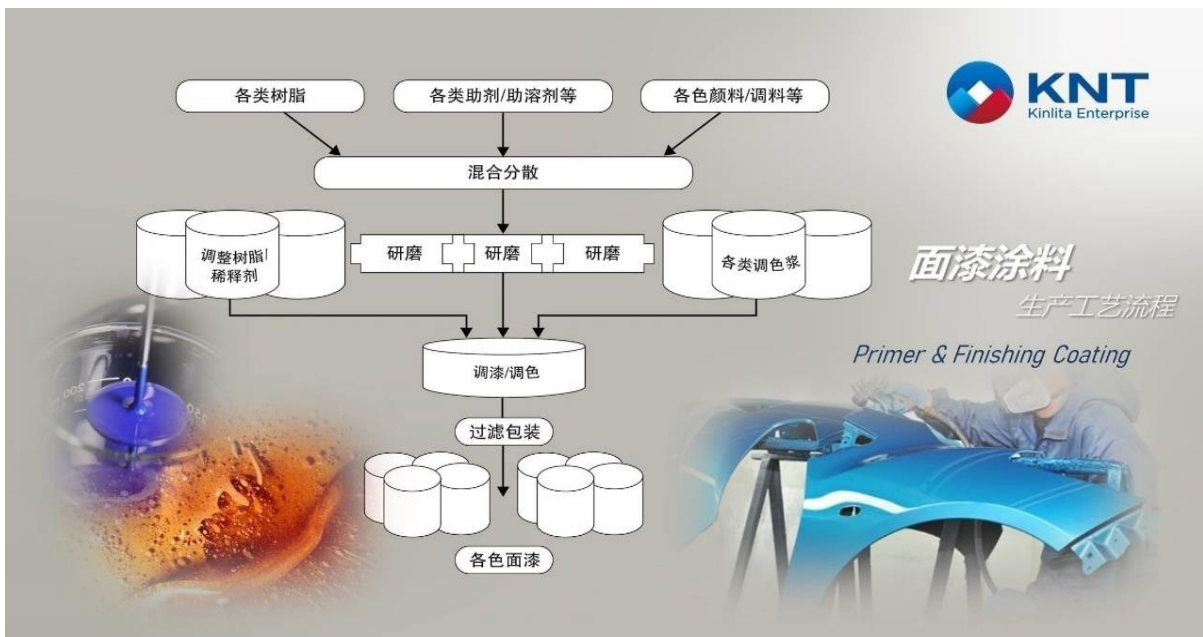 各类树脂
各类助剂/助溶剂等
各色颜料/调料等
KNT
Kinlita Enterprise
混合分散
调整树脂/
稀释剂
研磨
研磨
研磨
各类调色浆
面漆涂料
生产工艺流程
Primer & Finishing Coating
调漆/调色
过滤包装
各色面漆
200